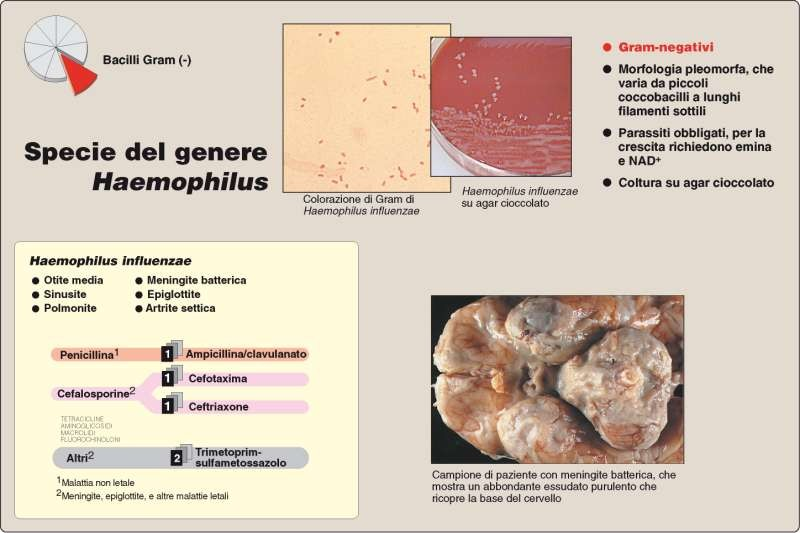 Bacilli Gram (-)
Specie del genere
Haemophilus
Colorazione di Gram di
Haemophilus influenzae
Haemophilus influenzae
su agar cioccolato
● Gram-negativi
● Morfologia pleomorfa, che
varia da piccoli
coccobacilli a lunghi
filamenti sottili
● Parassiti obbligati, per la
crescita richiedono emina
e NAD⁺
● Coltura su agar cioccolato
Haemophilus influenzae
● Otite media
● Sinusite
● Polmonite
● Meningite batterica
● Epiglottite
● Artrite settica
Penicillina¹ 1 Ampicillina/clavulanato
Cefalosporine²
1 Cefotaxima
1 Ceftriaxone
TETRACICLINE
AMINOGLICOSIDI
MACROLIDI
FLUOROCHINOLONI
Altri² 2 Trimetoprim-
sulfametossazolo
¹Malattia non letale
²Meningite, epiglottite, e altre malattie letali
Campione di paziente con meningite batterica, che
mostra un abbondante essudato purulento che
ricopre la base del cervello